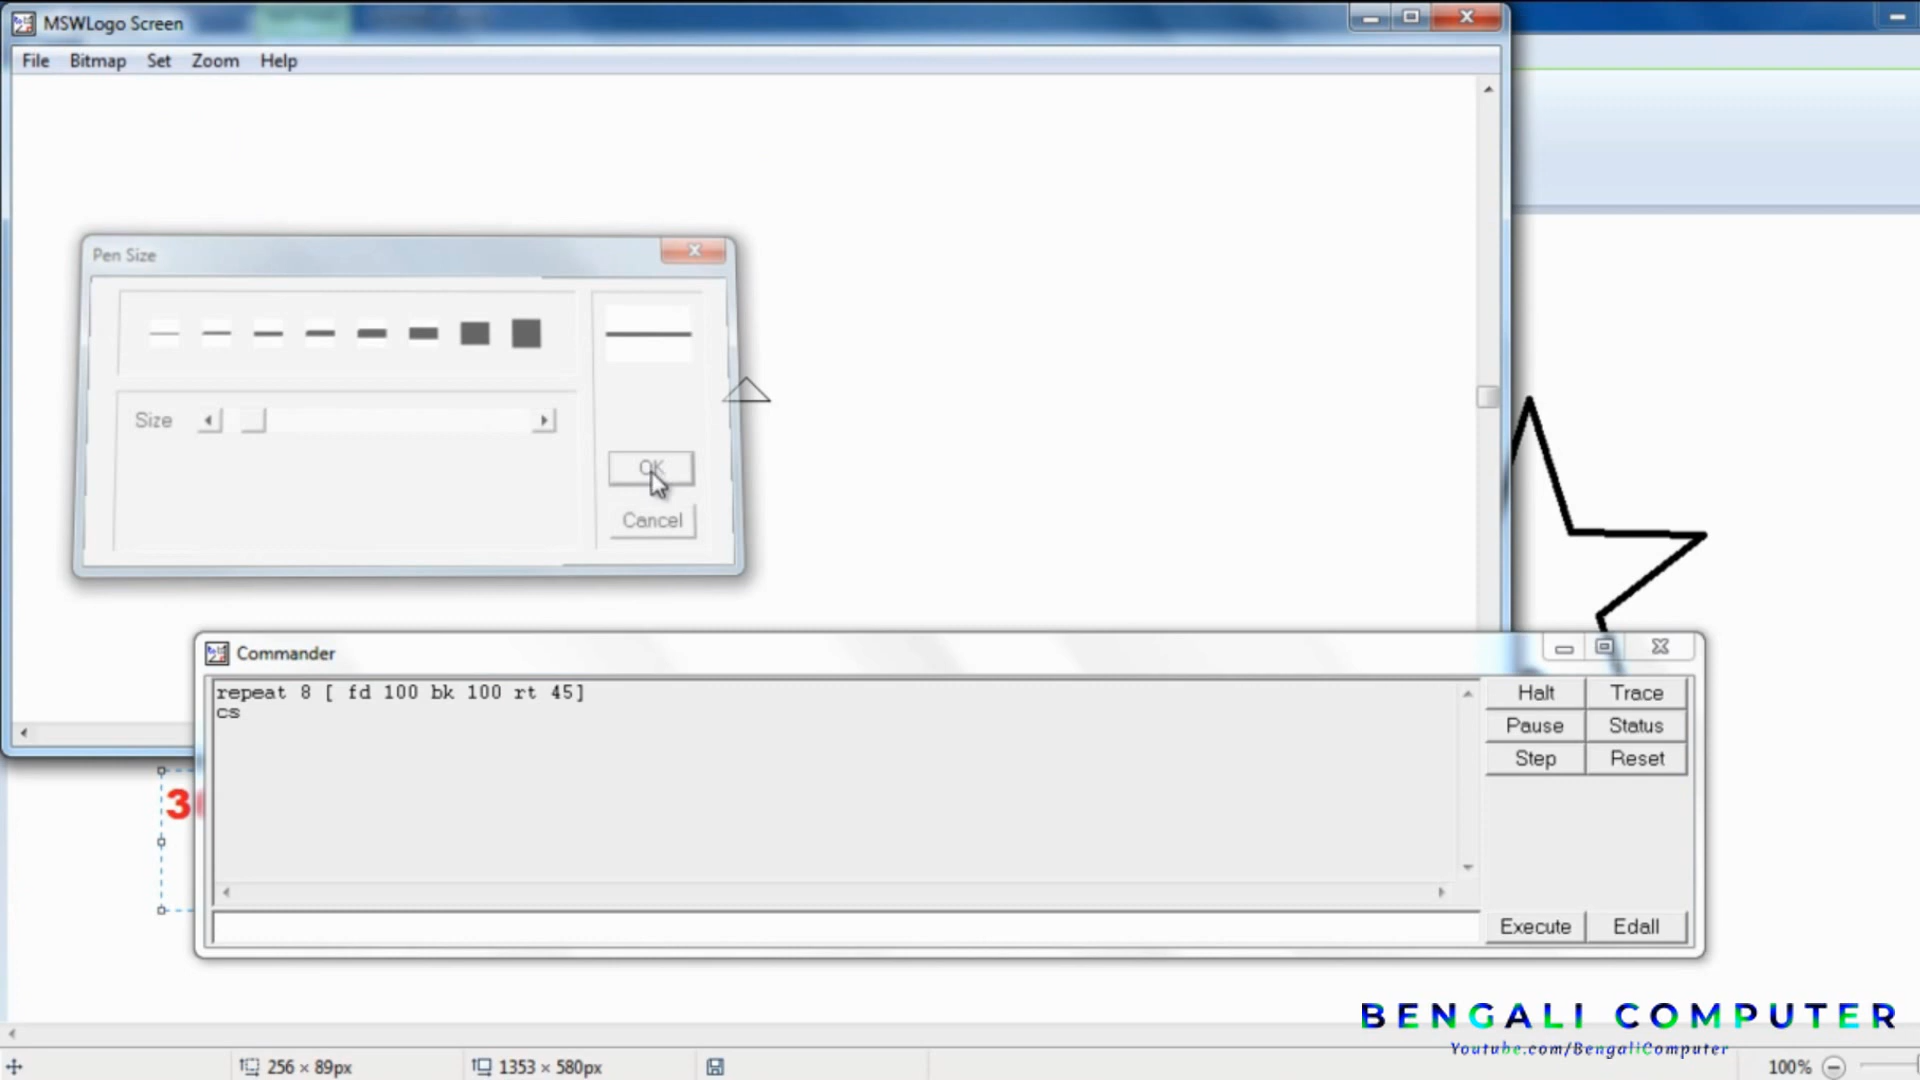 MSWLogo Screen
File Bitmap Set Zoom Help
Pen Size
Size
OK
Cancel
Commander
repeat 8 [ fd 100 bk 100 rt 45]
cs
Halt Trace
Pause Status
Step Reset
Execute Edall
3
BENGALI COMPUTER
Youtube.com/BengaliComputer
256 × 89px 1353 × 580px 100%